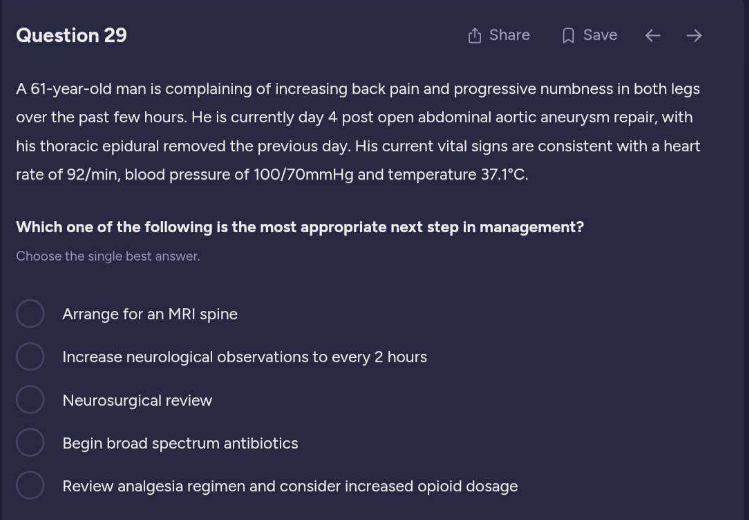 Question 29
Share
Save
A 61-year-old man is complaining of increasing back pain and progressive numbness in both legs
over the past few hours. He is currently day 4 post open abdominal aortic aneurysm repair, with
his thoracic epidural removed the previous day. His current vital signs are consistent with a heart
rate of 92/min, blood pressure of 100/70mmHg and temperature 37.1°C.
Which one of the following is the most appropriate next step in management?
Choose the single best answer.
Arrange for an MRI spine
Increase neurological observations to every 2 hours
Neurosurgical review
Begin broad spectrum antibiotics
Review analgesia regimen and consider increased opioid dosage